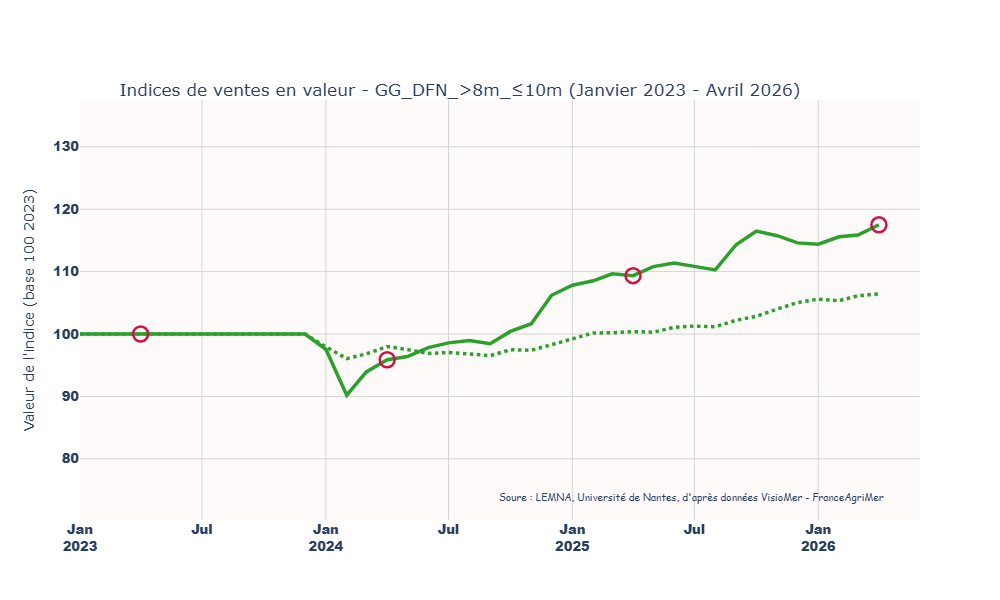 Indices de ventes en valeur - GG_DFN_>8m_≤10m (Janvier 2023 - Avril 2026)
Valeur de l'indice (base 100 2023)
130
120
110
100
90
80
Soure : LEMNA, Université de Nantes, d'après données VisioMer - FranceAgriMer
Jan
2023
Jul
Jan
2024
Jul
Jan
2025
Jul
Jan
2026